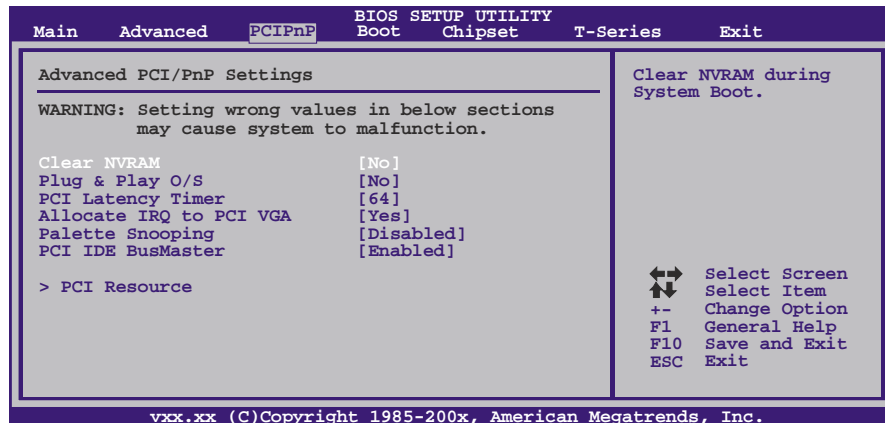 BIOS SETUP UTILITY
Main Advanced PCIPnP Boot Chipset T-Series Exit
Advanced PCI/PnP Settings
WARNING: Setting wrong values in below sections
may cause system to malfunction.
Clear NVRAM [No]
Plug & Play O/S [No]
PCI Latency Timer [64]
Allocate IRQ to PCI VGA [Yes]
Palette Snooping [Disabled]
PCI IDE BusMaster [Enabled]
> PCI Resource
Clear NVRAM during
System Boot.
Select Screen
Select Item
+- Change Option
F1 General Help
F10 Save and Exit
ESC Exit
vxx.xx (C)Copyright 1985-200x, American Megatrends, Inc.